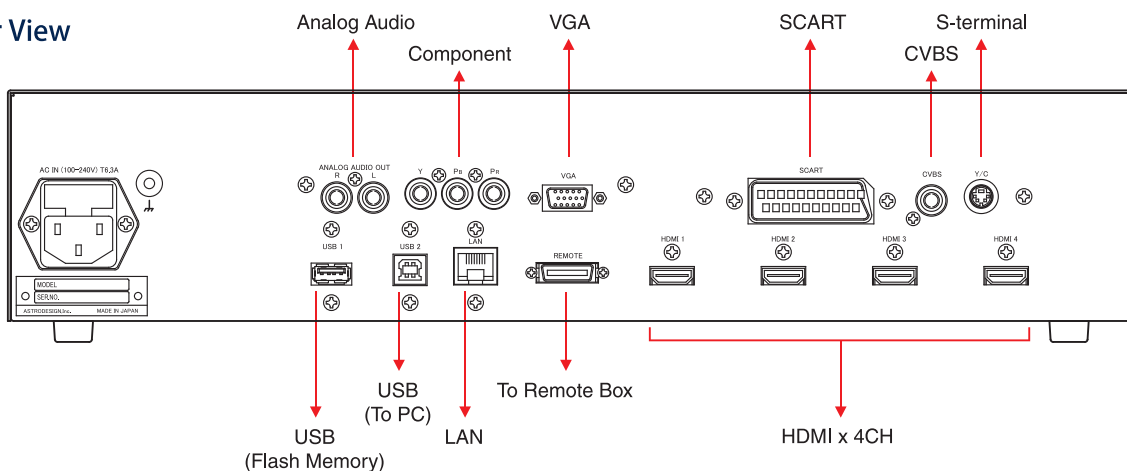 r View
Analog Audio
VGA
SCART
S-terminal
Component
CVBS
AC IN (100-240V) T6.3A
ANALOG AUDIO OUT
R
L
Y
PB
PR
VGA
SCART
CVBS
Y/C
USB 1
USB 2
LAN
REMOTE
HDMI 1
HDMI 2
HDMI 3
HDMI 4
MODEL
SER.NO.
ASTRODESIGN,Inc.
MADE IN JAPAN
USB
(To PC)
To Remote Box
USB
(Flash Memory)
LAN
HDMI x 4CH